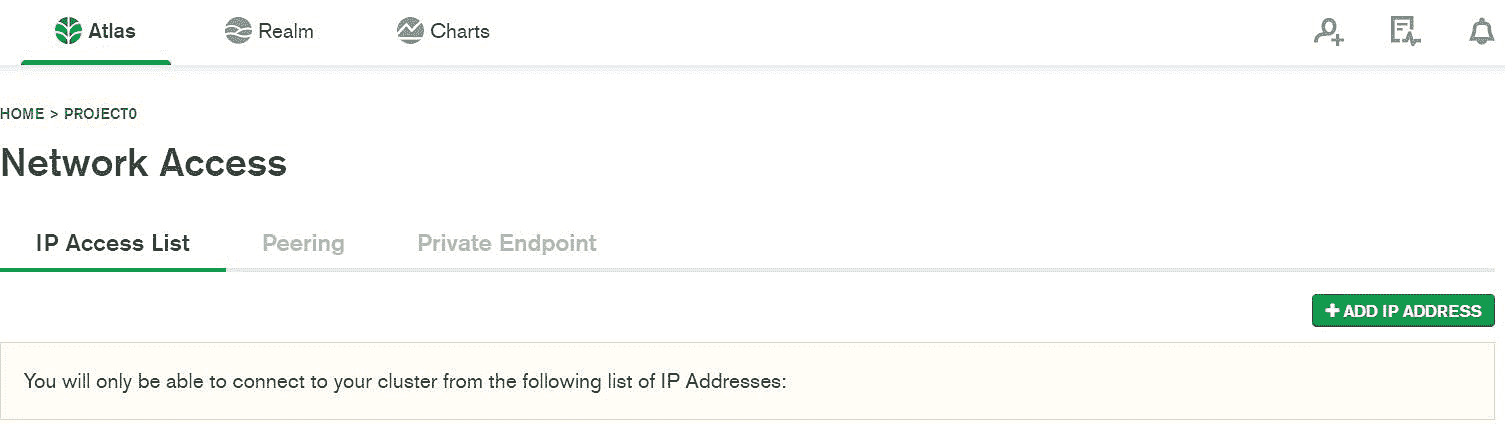 Atlas Realm Charts
HOME > PROJECT0
Network Access
IP Access List Peering Private Endpoint
+ ADD IP ADDRESS
You will only be able to connect to your cluster from the following list of IP Addresses: